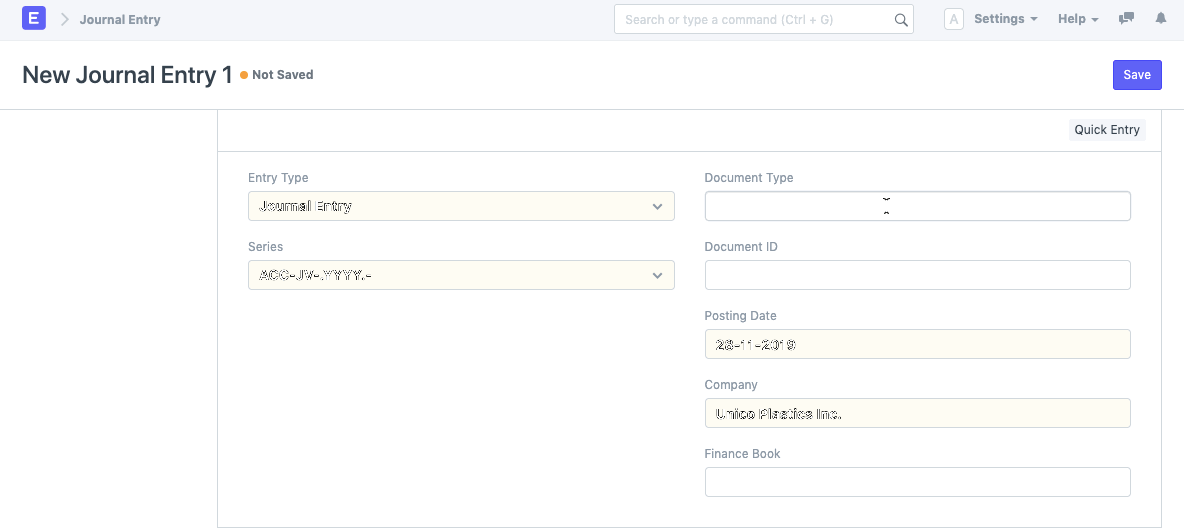 E
Journal Entry
Search or type a command (Ctrl + G)
A
Settings
Help
New Journal Entry 1
Not Saved
Save
Quick Entry
Entry Type
Journal Entry
Series
ACC-JV-.YYYY.-
Document Type
Document ID
Posting Date
28-11-2019
Company
Unico Plastics Inc.
Finance Book